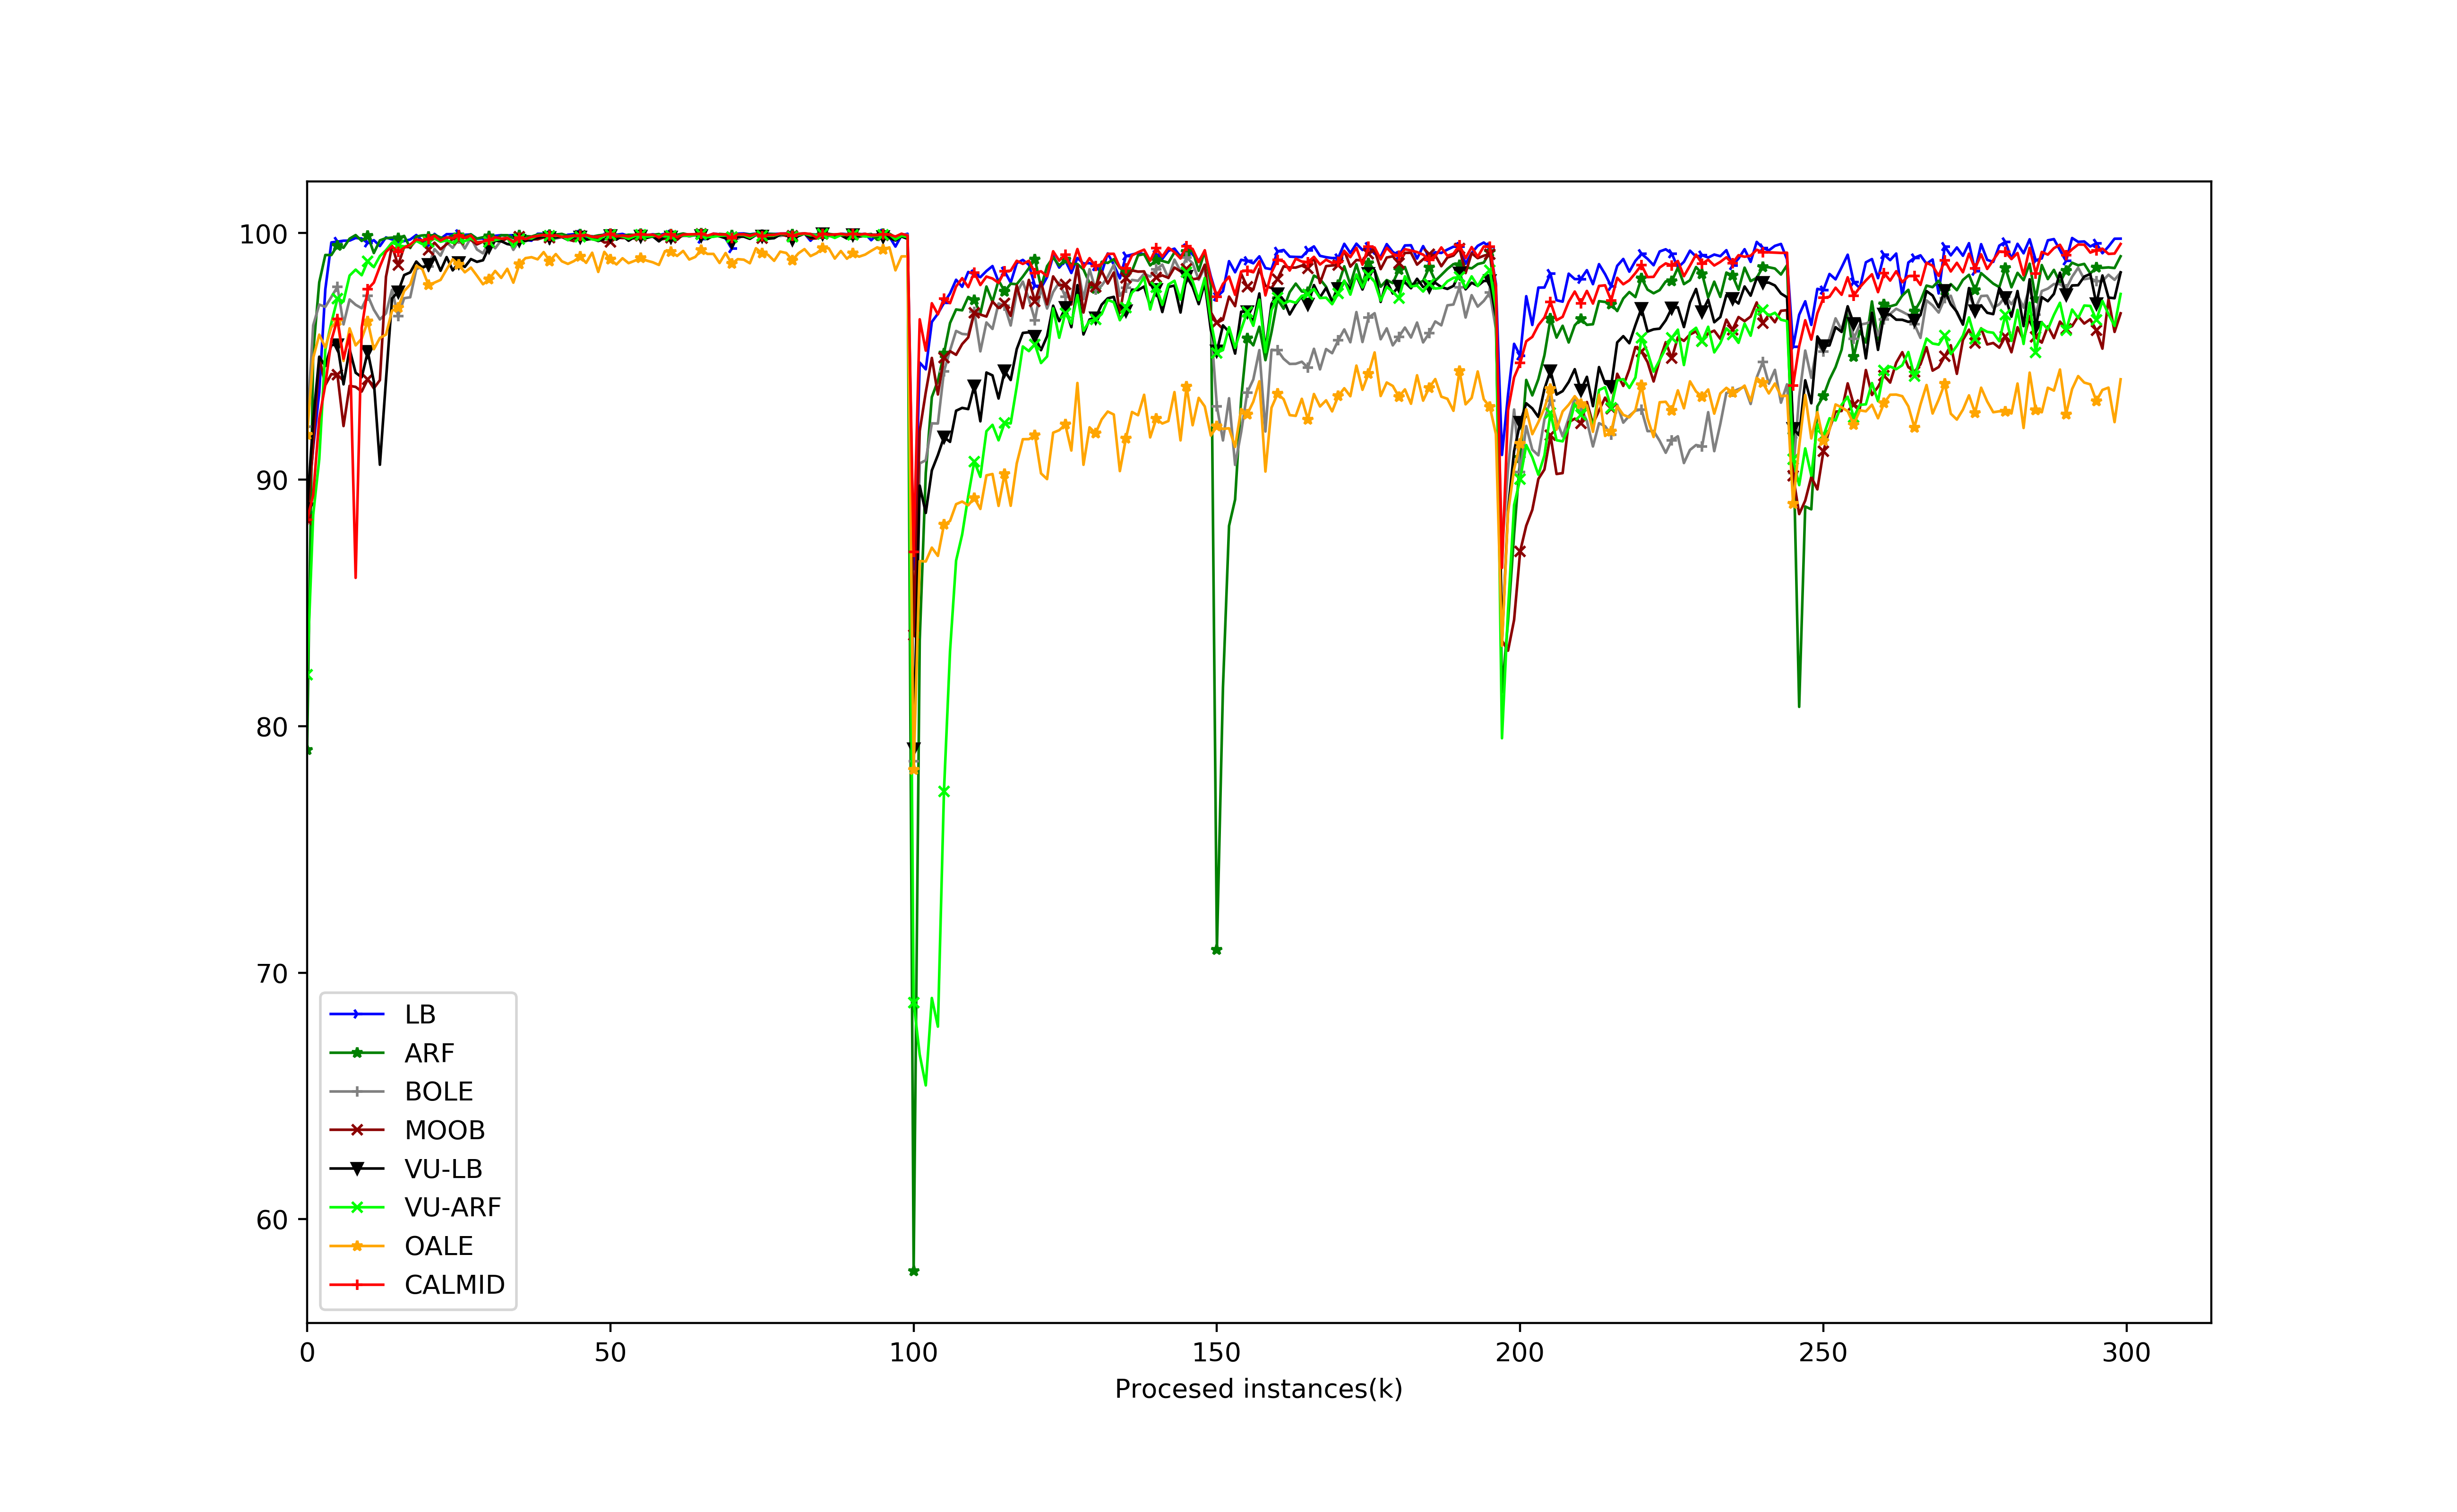 100
90
80
70
60
LB
ARF
BOLE
MOOB
VU-LB
VU-ARF
OALE
CALMID
0 50 100 150 200 250 300
Procesed instances(k)